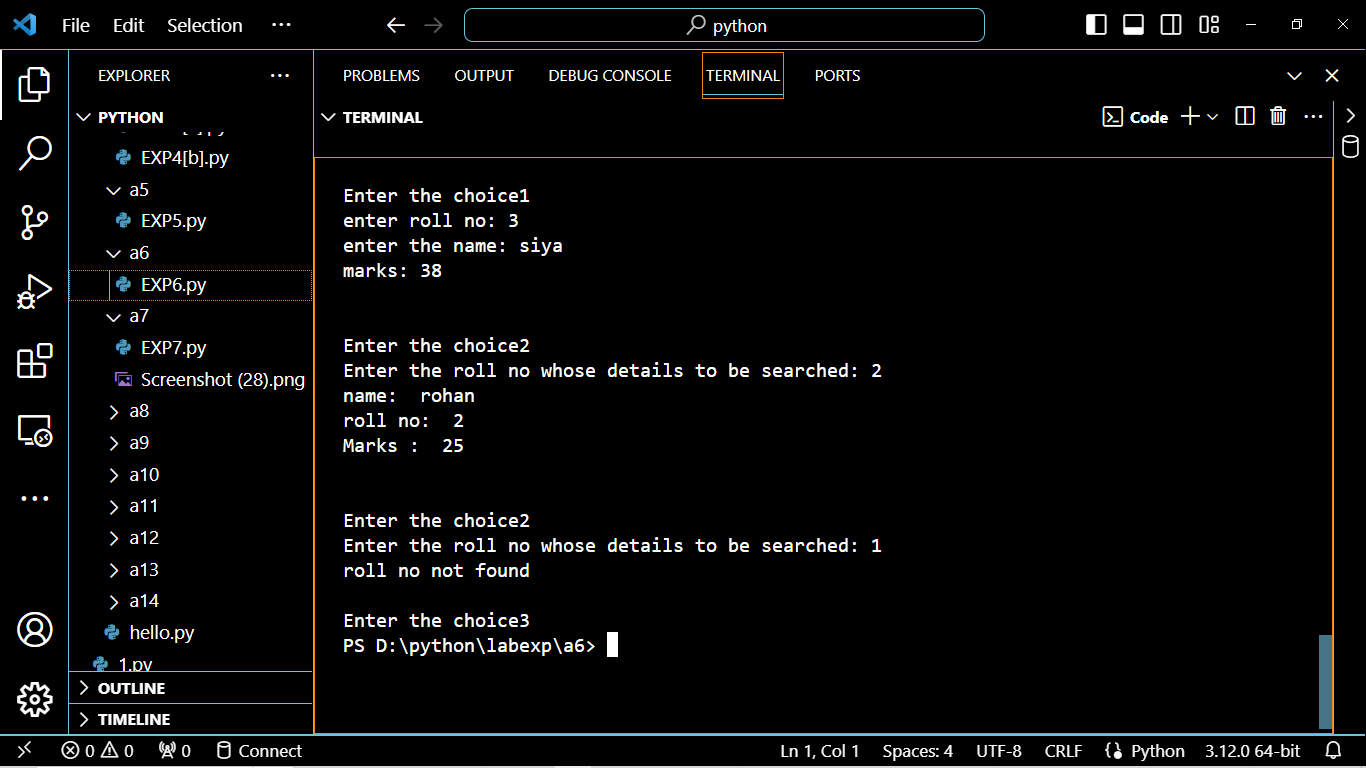 File Edit Selection ··· python
EXPLORER ···
PYTHON
EXP4[b].py
a5
EXP5.py
a6
EXP6.py
a7
EXP7.py
Screenshot (28).png
a8
a9
a10
a11
a12
a13
a14
hello.py
1.py
OUTLINE
TIMELINE
PROBLEMS OUTPUT DEBUG CONSOLE TERMINAL PORTS
TERMINAL Code
Enter the choice1
enter roll no: 3
enter the name: siya
marks: 38
Enter the choice2
Enter the roll no whose details to be searched: 2
name:  rohan
roll no:  2
Marks :  25
Enter the choice2
Enter the roll no whose details to be searched: 1
roll no not found
Enter the choice3
PS D:\python\labexp\a6>
0 0 0 Connect Ln 1, Col 1 Spaces: 4 UTF-8 CRLF Python 3.12.0 64-bit